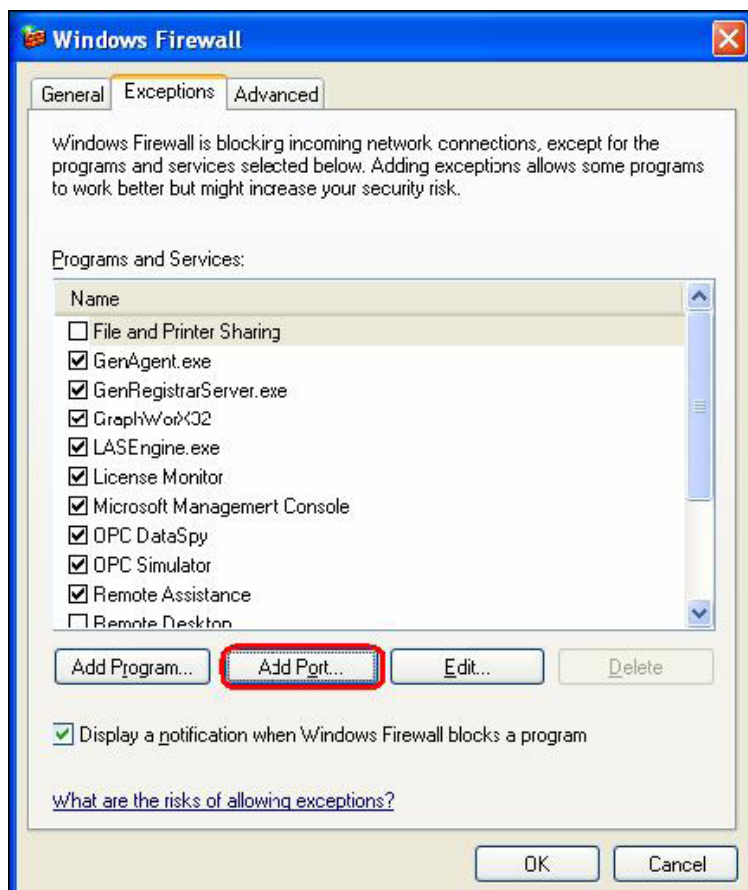 Windows Firewall
General Exceptions Advanced
Windows Firewall is blocking incoming network connections, except for the
programs and services selected below. Adding exceptions allows some programs
to work better but might increase your security risk.
Programs and Services:
Name
File and Printer Sharing
GenAgent.exe
GenRegistrarServer.exe
GraphWorX32
LASEngine.exe
License Monitor
Microsoft Management Console
OPC DataSpy
OPC Simulator
Remote Assistance
Remote Desktop
Add Program... Add Port... Edit... Delete
Display a notification when Windows Firewall blocks a program
What are the risks of allowing exceptions?
OK Cancel